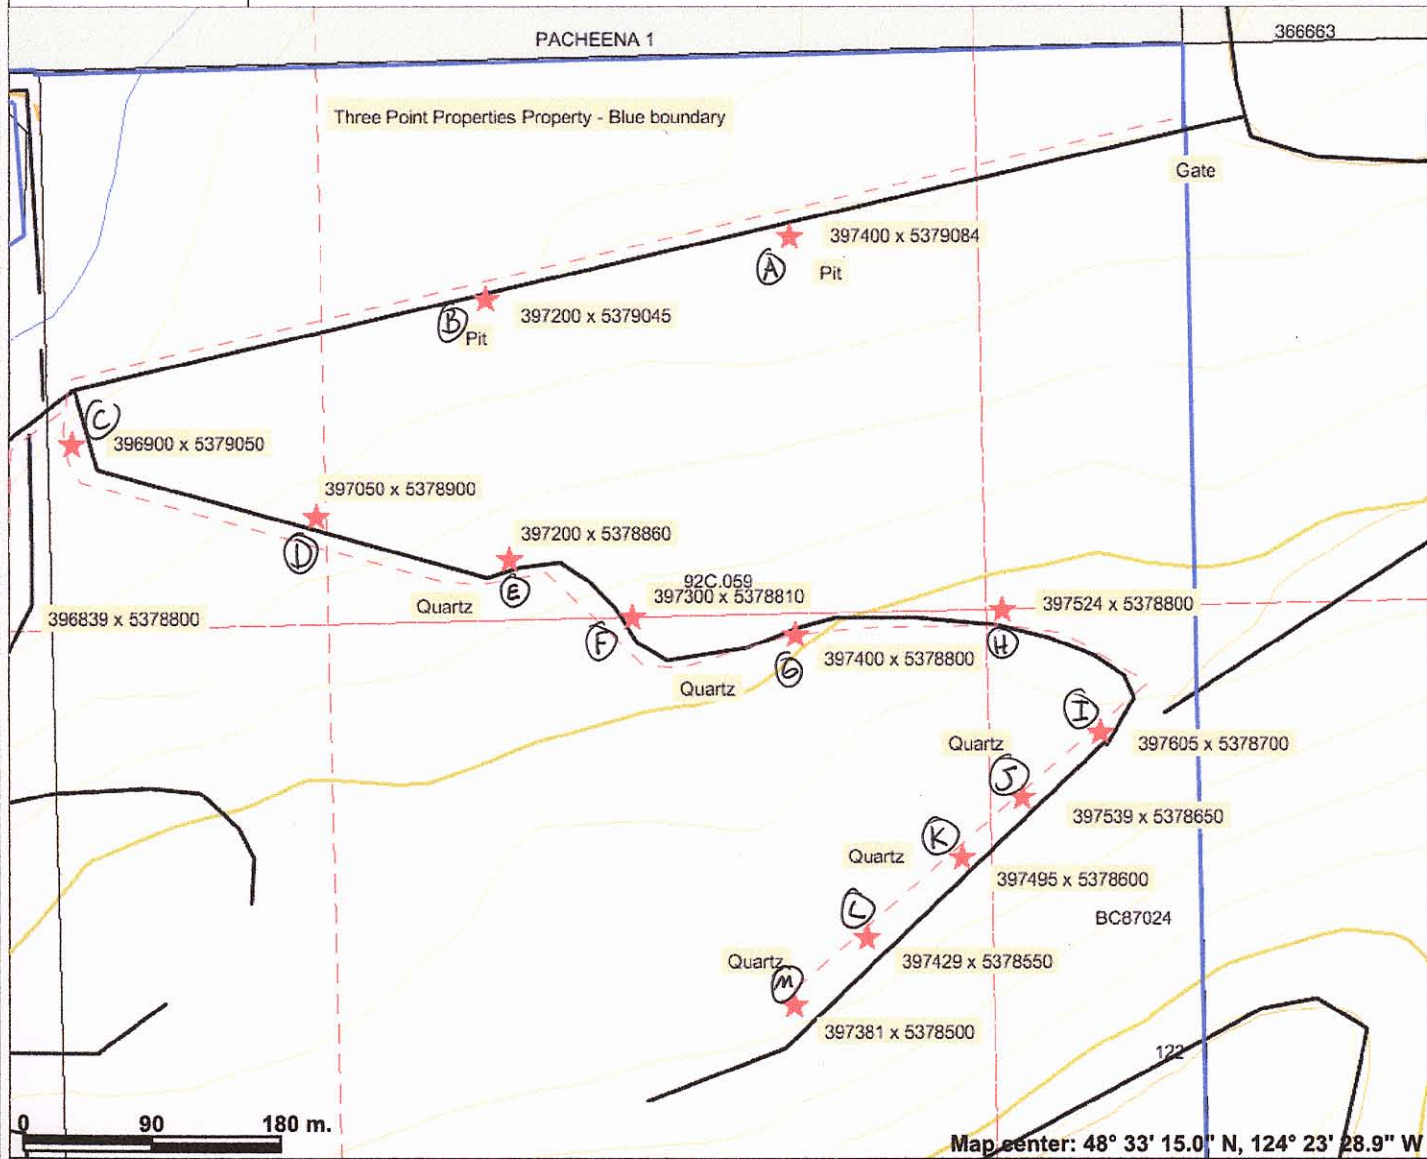 PACHEENA 1
366663
Three Point Properties Property - Blue boundary
Gate
397400 x 5379084
A
Pit
B
397200 x 5379045
Pit
C
396900 x 5379050
397050 x 5378900
D
397200 x 5378860
E
Quartz
92C.059
397300 x 5378810
396839 x 5378800
397524 x 5378800
F
G
H
397400 x 5378800
Quartz
I
Quartz
397605 x 5378700
J
397539 x 5378650
K
Quartz
397495 x 5378600
L
BC87024
Quartz
397429 x 5378550
M
397381 x 5378500
122
0 90 180 m.
Map center: 48° 33' 15.0" N, 124° 23' 28.9" W